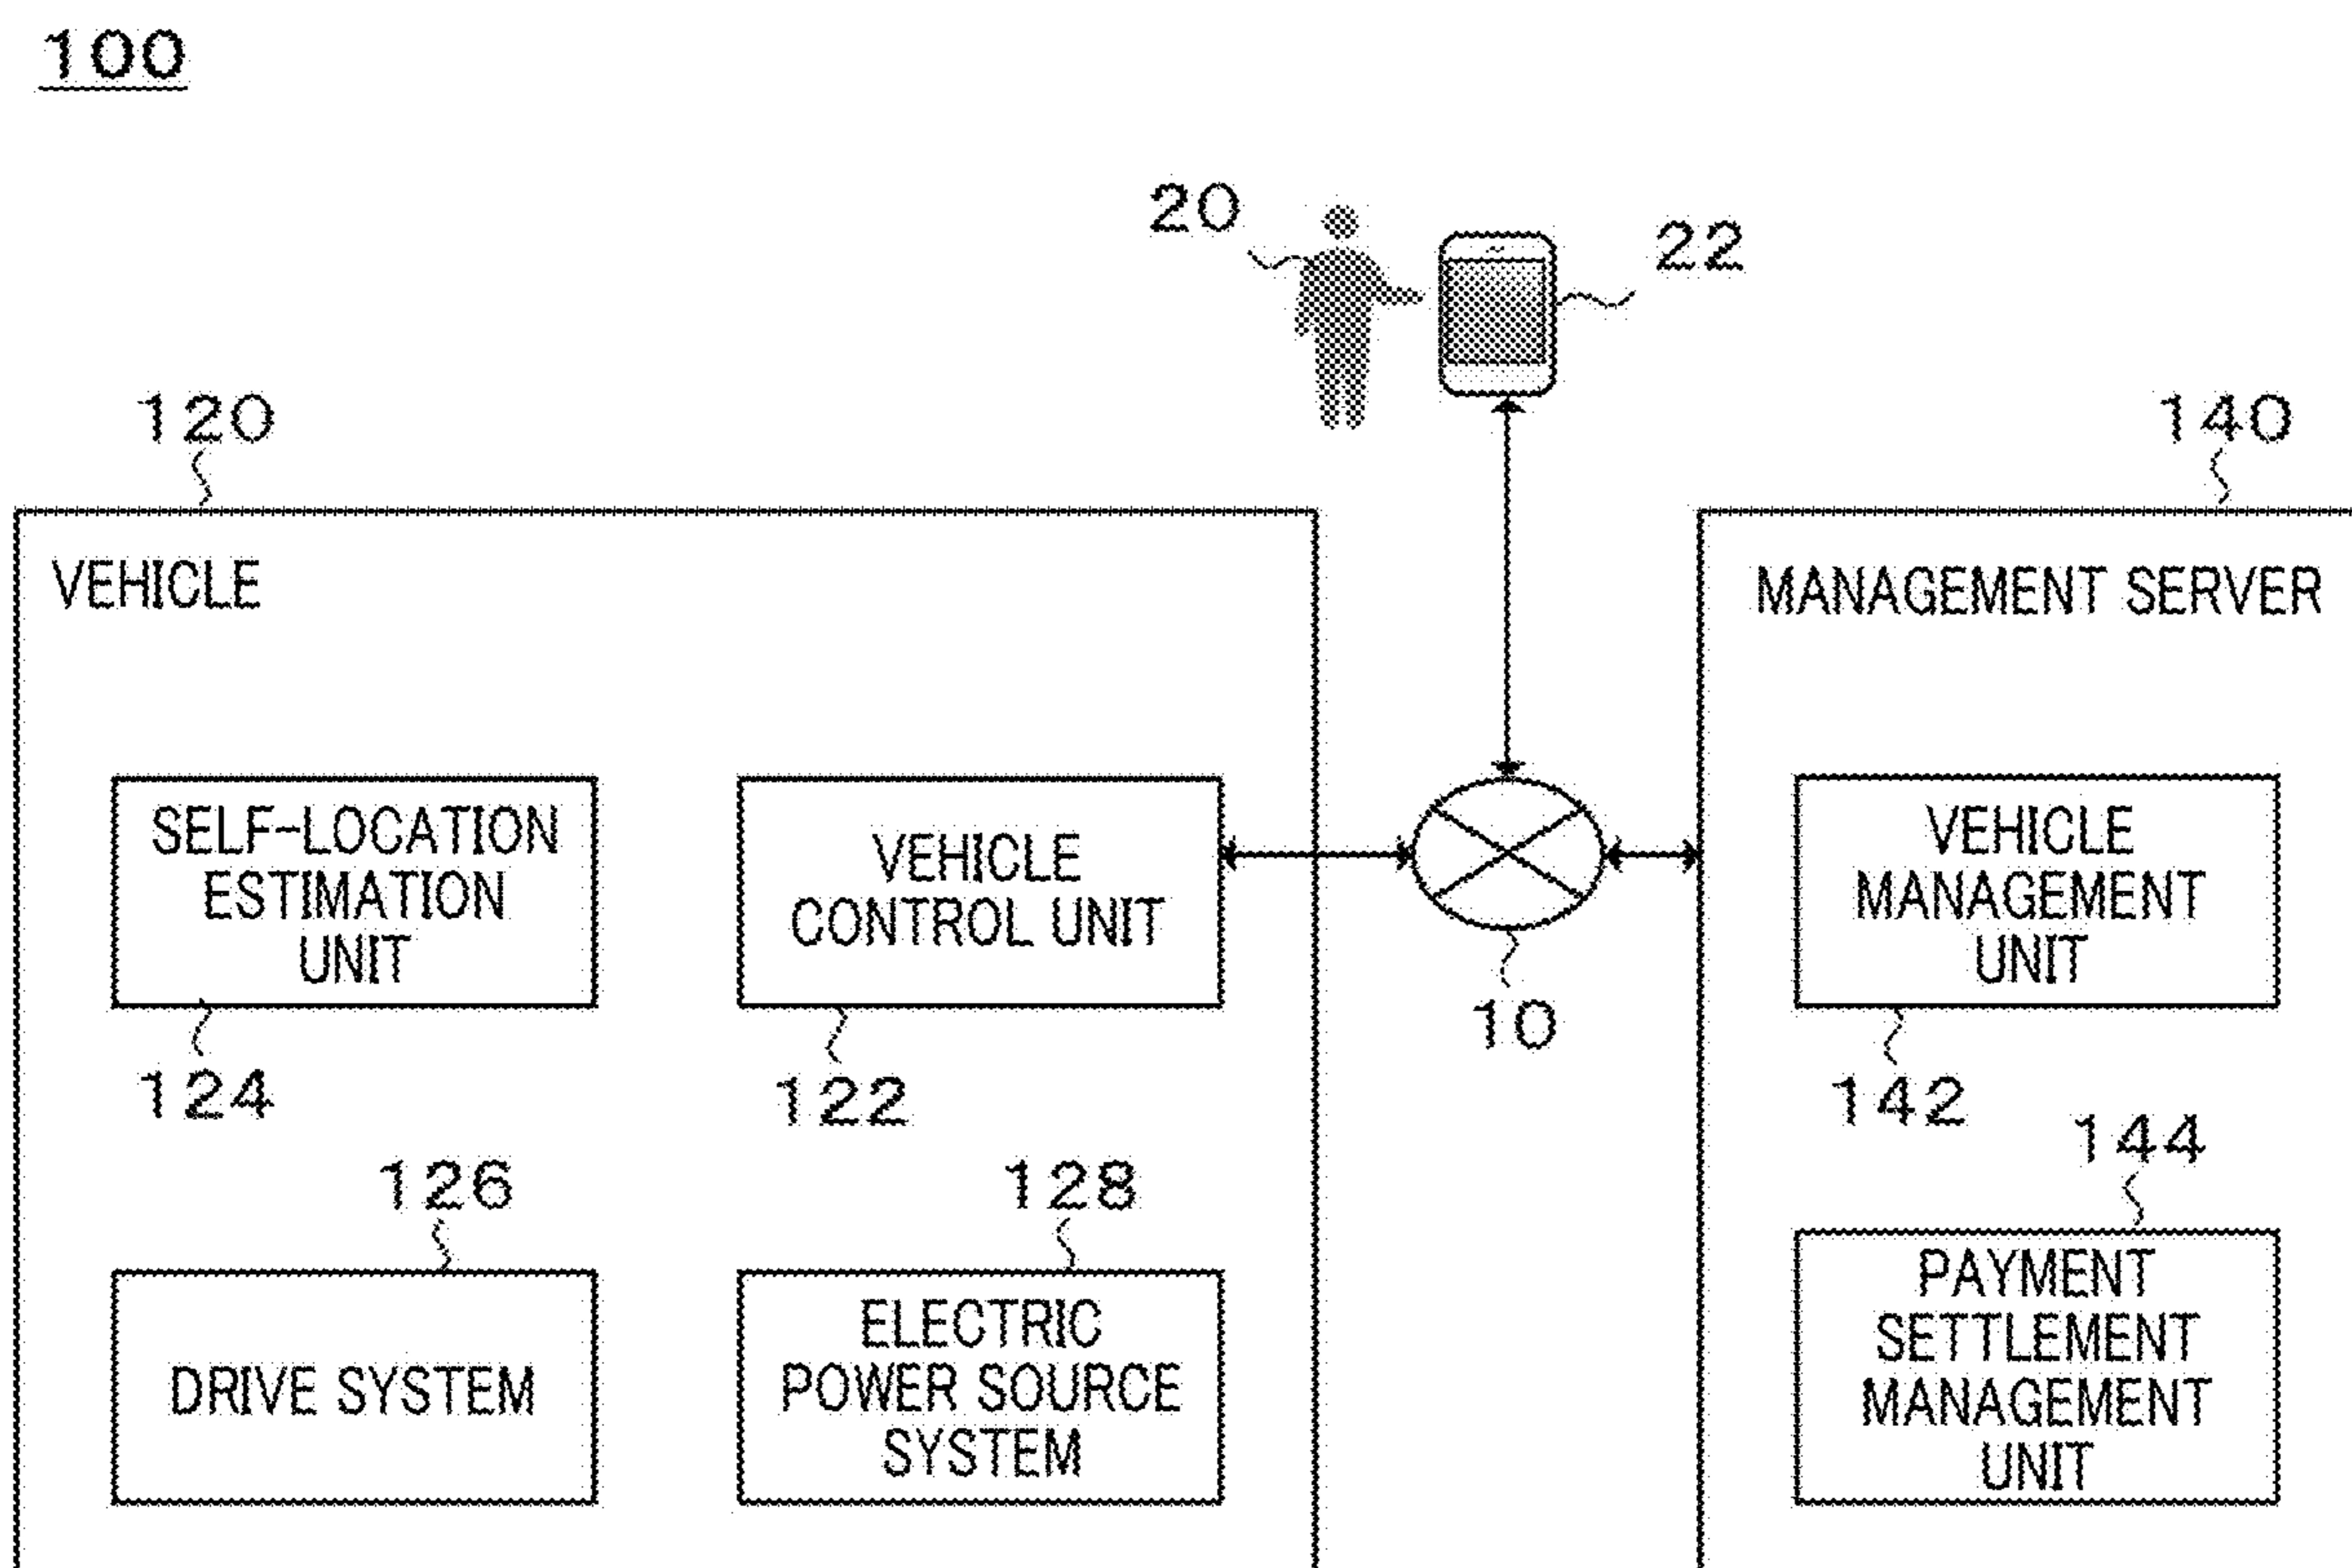 100
20
22
120
140
VEHICLE
MANAGEMENT SERVER
SELF-LOCATION
ESTIMATION
UNIT
VEHICLE
CONTROL UNIT
VEHICLE
MANAGEMENT
UNIT
10
124
122
142
144
126
128
DRIVE SYSTEM
ELECTRIC
POWER SOURCE
SYSTEM
PAYMENT
SETTLEMENT
MANAGEMENT
UNIT